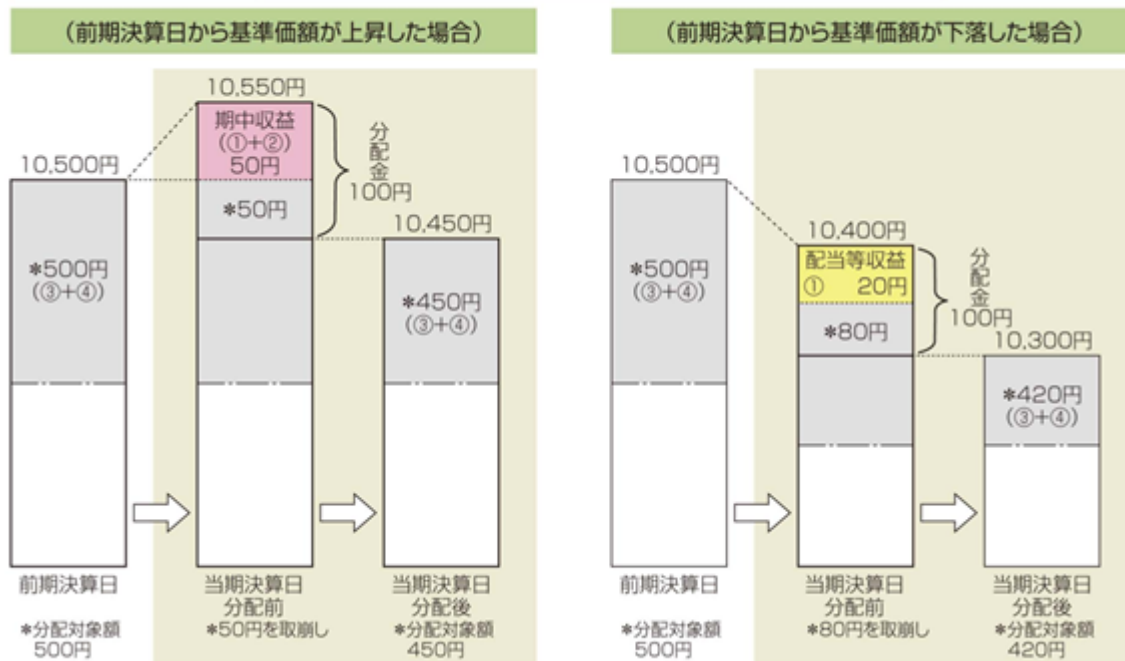 (前期決算日から基準価額が上昇した場合)
10,500円
*500円
(③+④)
前期決算日
*分配対象額
500円
10,550円
期中収益
(①+②)
50円
*50円
分配金
100円
当期決算日
分配前
*50円を取崩し
10,450円
*450円
(③+④)
当期決算日
分配後
*分配対象額
450円
(前期決算日から基準価額が下落した場合)
10,500円
*500円
(③+④)
前期決算日
*分配対象額
500円
10,400円
配当等収益
① 20円
*80円
分配金
100円
当期決算日
分配前
*80円を取崩し
10,300円
*420円
(③+④)
当期決算日
分配後
*分配対象額
420円